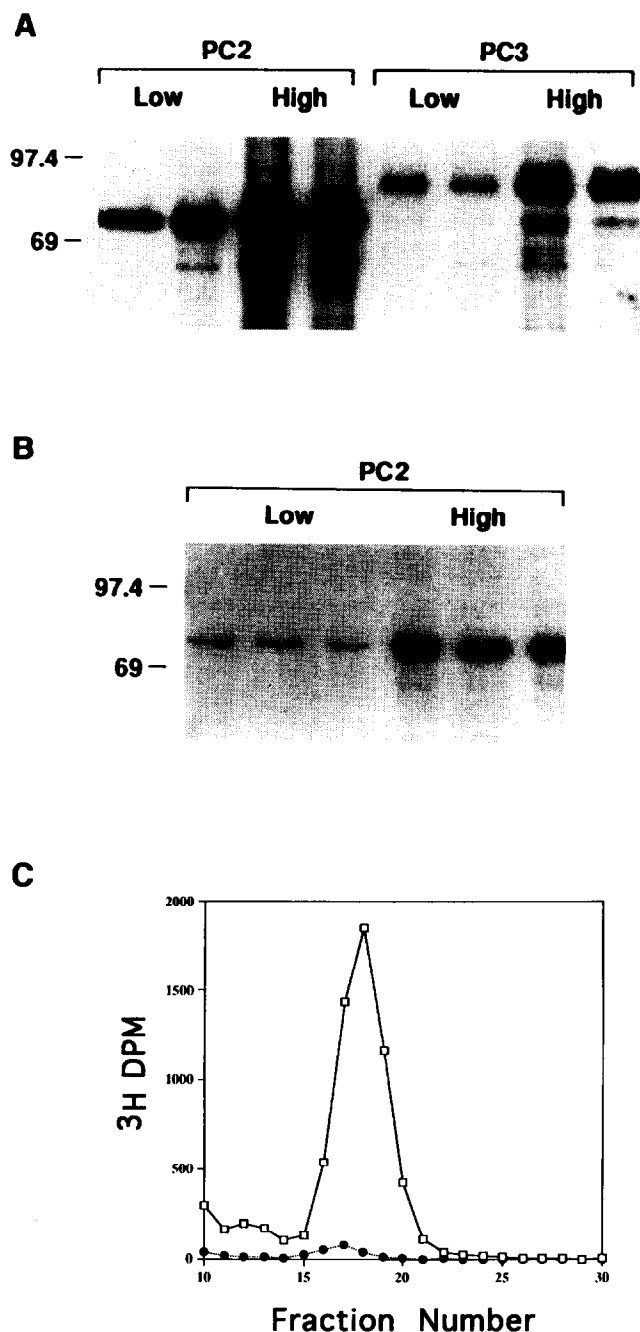 A
PC2 PC3
Low High Low High
97.4 –
69 –
B
PC2
Low High
97.4 –
69 –
C
2000
1500
1000
500
0
3H DPM
10 15 20 25 30
Fraction Number